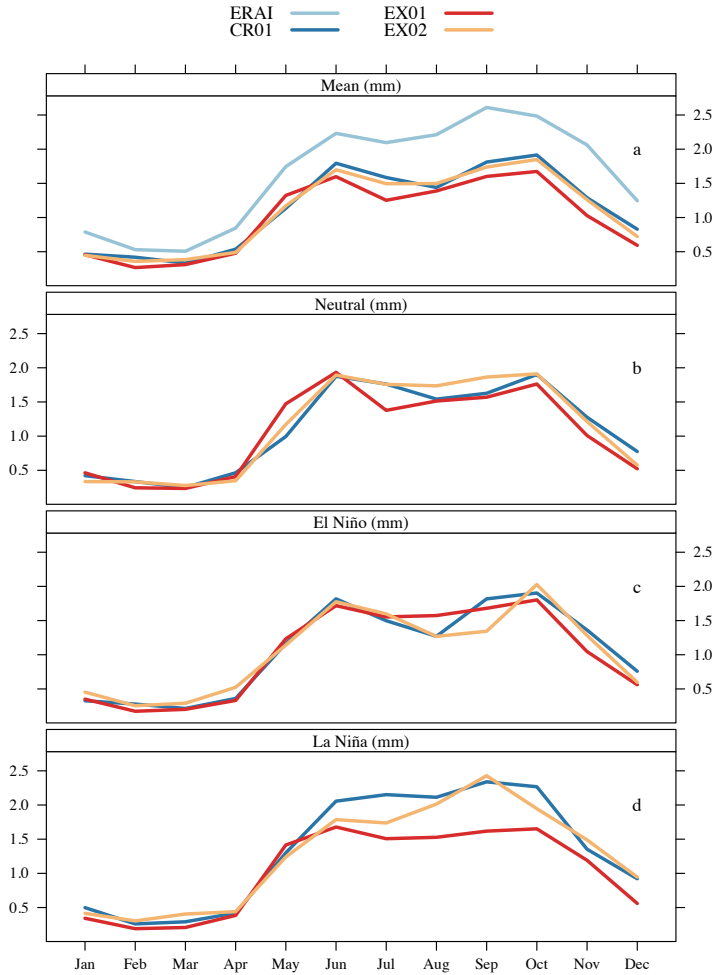 ERAI EX01
CR01 EX02
Mean (mm)
2.5
a
2.0
1.5
1.0
0.5
Neutral (mm)
2.5
b
2.0
1.5
1.0
0.5
El Niño (mm)
2.5
c
2.0
1.5
1.0
0.5
La Niña (mm)
2.5
d
2.0
1.5
1.0
0.5
Jan Feb Mar Apr May Jun Jul Aug Sep Oct Nov Dec